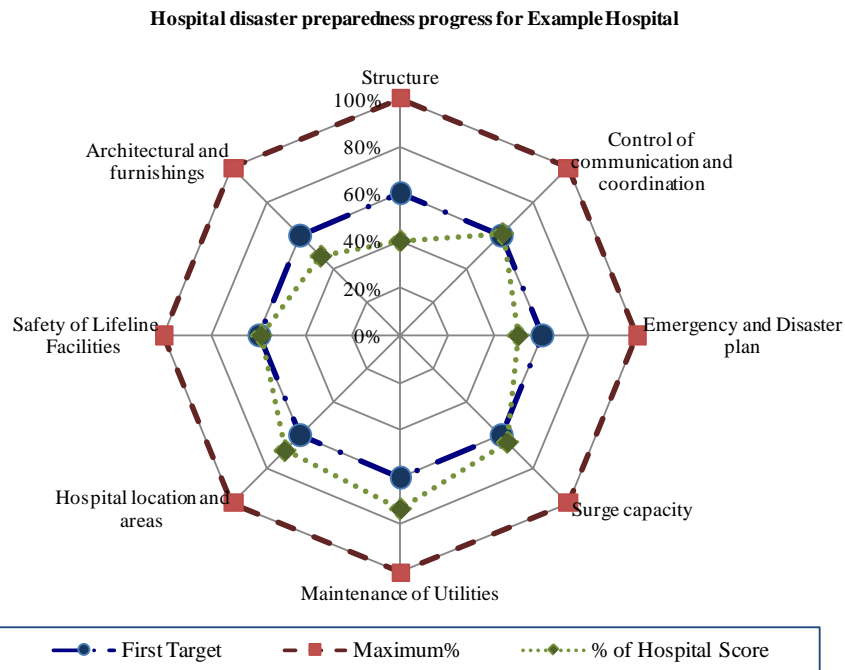 Hospital disaster preparedness progress for Example Hospital
Structure
100%
80%
60%
40%
20%
0%
Control of
communication and
coordination
Emergency and Disaster
plan
Surge capacity
Maintenance of Utilities
Hospital location and
areas
Safety of Lifeline
Facilities
Architectural and
furnishings
First Target
Maximum%
% of Hospital Score